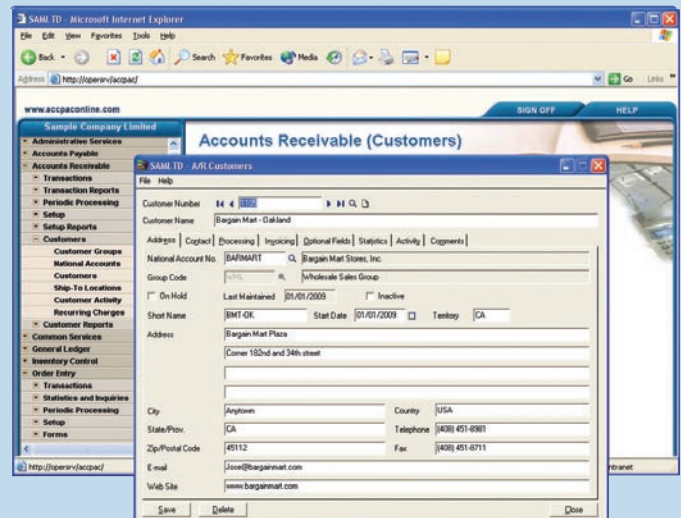 SAMLTD - Microsoft Internet Explorer
File Edit View Favorites Tools Help
Back Search Favorites Media
Address http://opersrv/accpac/ Go Links »
www.accpaconline.com SIGN OFF HELP
Sample Company Limited
Accounts Receivable (Customers)
Administrative Services
Accounts Payable
Accounts Receivable
Transactions
Transaction Reports
Periodic Processing
Setup
Setup Reports
Customers
Customer Groups
National Accounts
Customers
Ship-To Locations
Customer Activity
Recurring Charges
Customer Reports
Common Services
General Ledger
Inventory Control
Order Entry
Transactions
Statistics and Inquiries
Periodic Processing
Setup
Forms
SAMLTD - A/R Customers
File Help
Customer Number
Customer Name Bargain Mart - Oakland
Address Contact Processing Invoicing Optional Fields Statistics Activity Comments
National Account No. BARMART Bargain Mart Stores, Inc.
Group Code WHL Wholesale Sales Group
On Hold Last Maintained 01/01/2009 Inactive
Short Name BMT-OK Start Date 01/01/2009 Territory CA
Address Bargain Mart Plaza
Corner 182nd and 34th street
City Anytown Country USA
State/Prov. CA Telephone (408) 451-8981
Zip/Postal Code 45112 Fax (408) 451-8711
E-mail Jose@bargainmart.com
Web Site www.bargainmart.com
Save Delete Close
http://opersrv/accpac/ ntranet